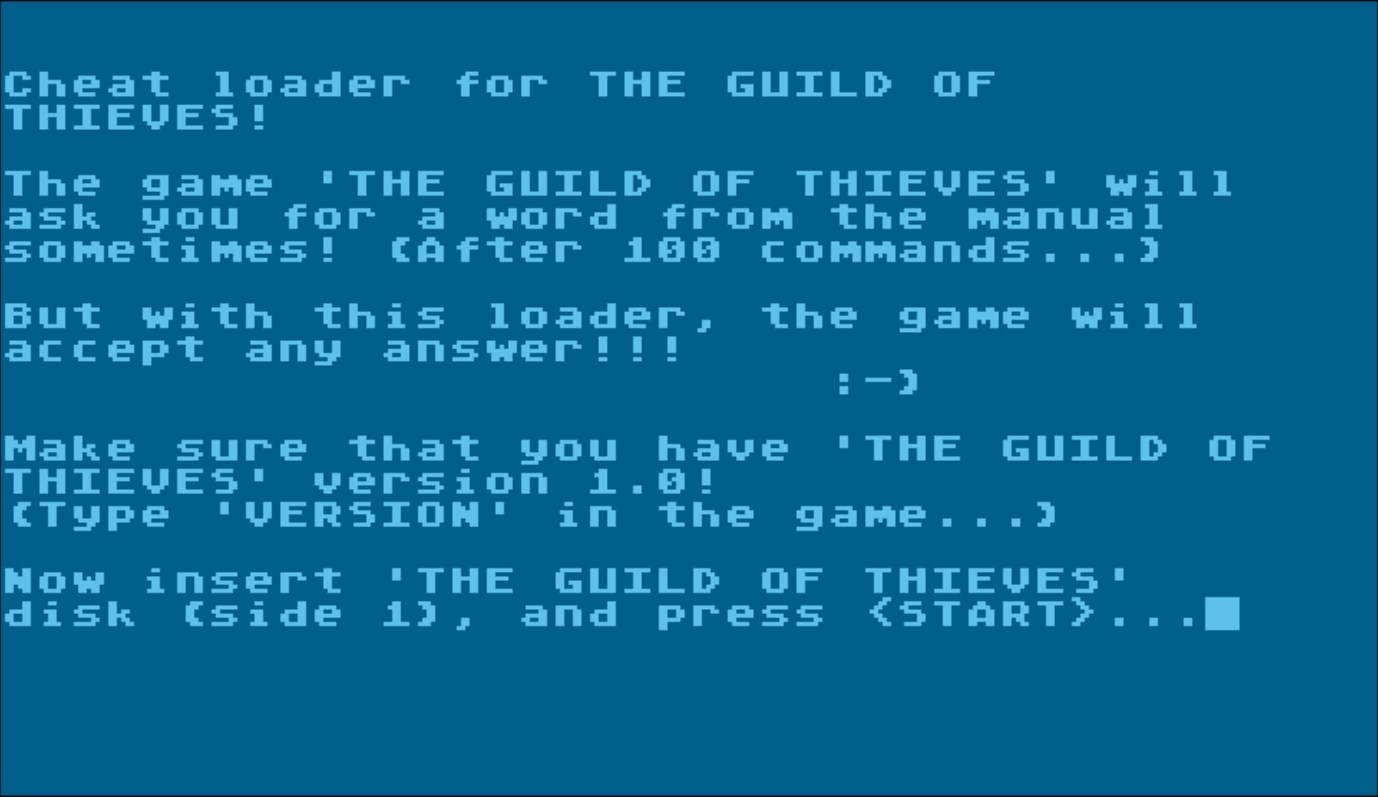 Cheat loader for THE GUILD OF
THIEVES!
The game 'THE GUILD OF THIEVES' will
ask you for a word from the manual
sometimes! (After 100 commands...)
But with this loader, the game will
accept any answer!!!
:-)
Make sure that you have 'THE GUILD OF
THIEVES' version 1.0!
(Type 'VERSION' in the game...)
Now insert 'THE GUILD OF THIEVES'
disk (side 1), and press <START>...